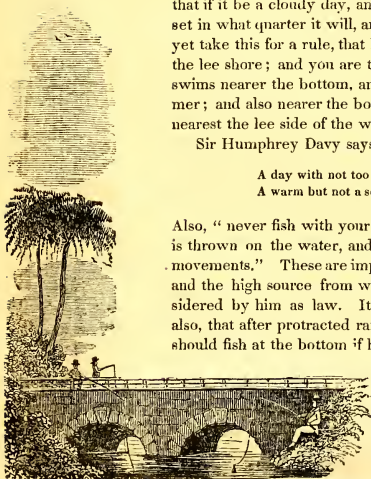 that if it be a cloudy day, an
set in what quarter it will, a
yet take this for a rule, that
the lee shore; and you are t
swims nearer the bottom, an
mer; and also nearer the bo
nearest the lee side of the w
Sir Humphrey Davy says
A day with not too
A warm but not a s
Also, “ never fish with your
is thrown on the water, and
movements.” These are imp
and the high source from w
sidered by him as law. It
also, that after protracted ra
should fish at the bottom if h